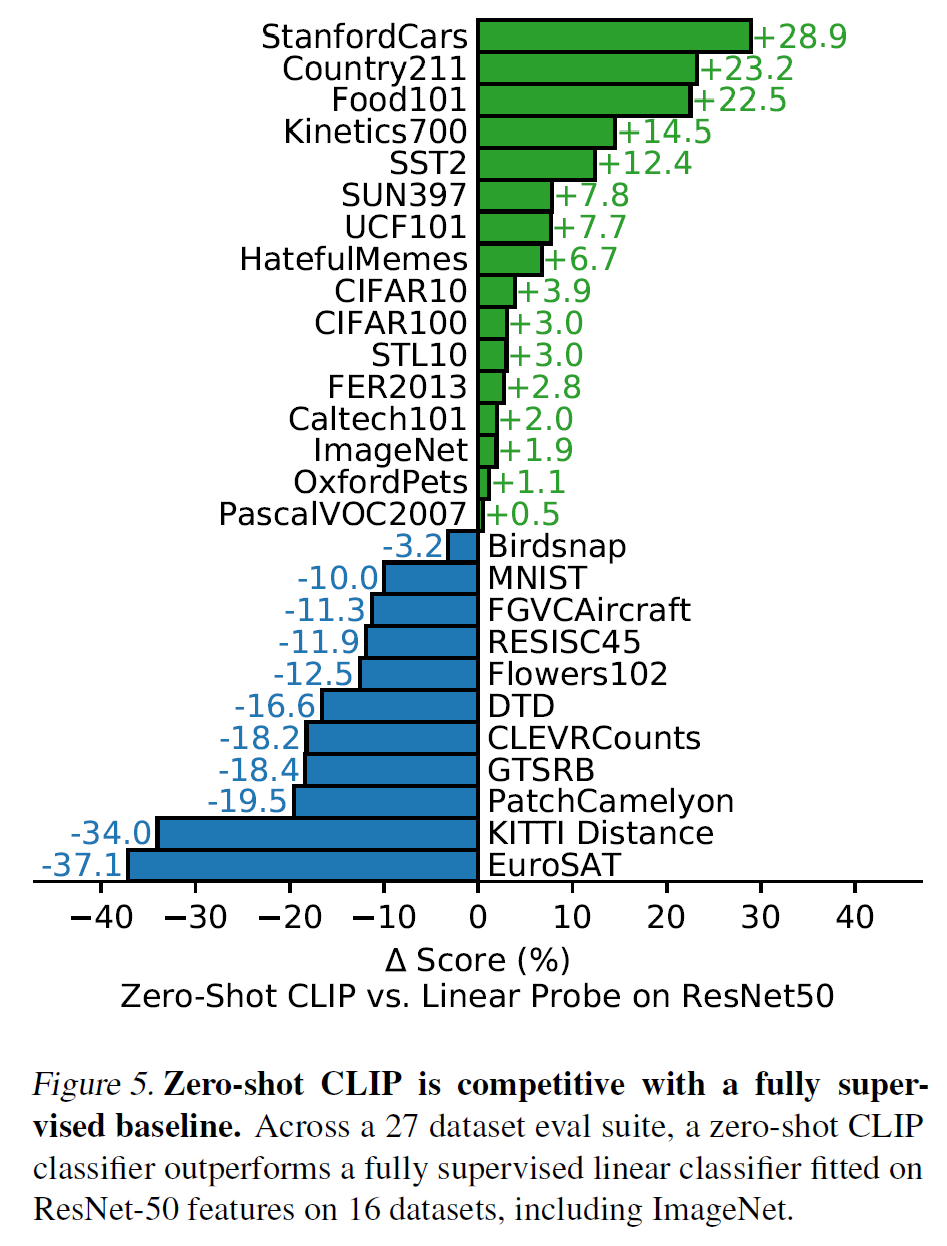 StanfordCars +28.9
Country211 +23.2
Food101 +22.5
Kinetics700 +14.5
SST2 +12.4
SUN397 +7.8
UCF101 +7.7
HatefulMemes +6.7
CIFAR10 +3.9
CIFAR100 +3.0
STL10 +3.0
FER2013 +2.8
Caltech101 +2.0
ImageNet +1.9
OxfordPets +1.1
PascalVOC2007 +0.5
-3.2 Birdsnap
-10.0 MNIST
-11.3 FGVCAircraft
-11.9 RESISC45
-12.5 Flowers102
-16.6 DTD
-18.2 CLEVRCounts
-18.4 GTSRB
-19.5 PatchCamelyon
-34.0 KITTI Distance
-37.1 EuroSAT
−40 −30 −20 −10 0 10 20 30 40
Δ Score (%)
Zero-Shot CLIP vs. Linear Probe on ResNet50
Figure 5. Zero-shot CLIP is competitive with a fully super-
vised baseline. Across a 27 dataset eval suite, a zero-shot CLIP
classifier outperforms a fully supervised linear classifier fitted on
ResNet-50 features on 16 datasets, including ImageNet.